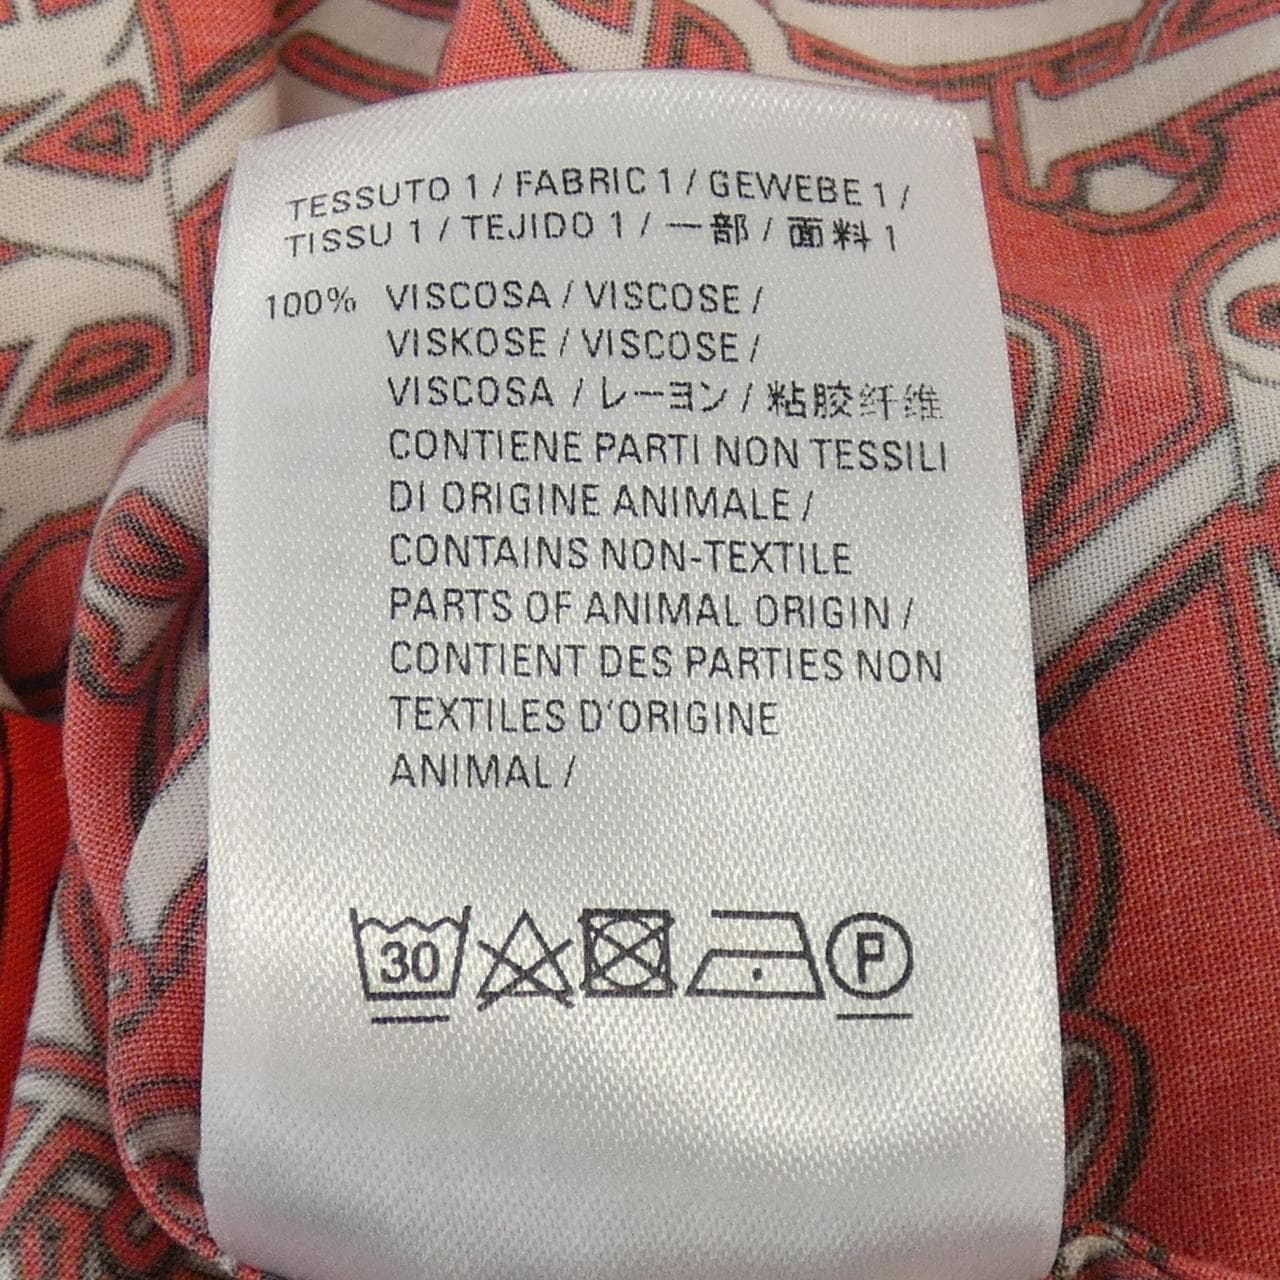 TESSUTO 1 / FABRIC 1 / GEWEBE 1 /
TISSU 1 / TEJIDO 1 / 一部 / 面料 1
100% VISCOSA / VISCOSE /
VISKOSE / VISCOSE /
VISCOSA / レーヨン / 粘胶纤维
CONTIENE PARTI NON TESSILI
DI ORIGINE ANIMALE /
CONTAINS NON-TEXTILE
PARTS OF ANIMAL ORIGIN /
CONTIENT DES PARTIES NON
TEXTILES D'ORIGINE
ANIMAL /
30 P